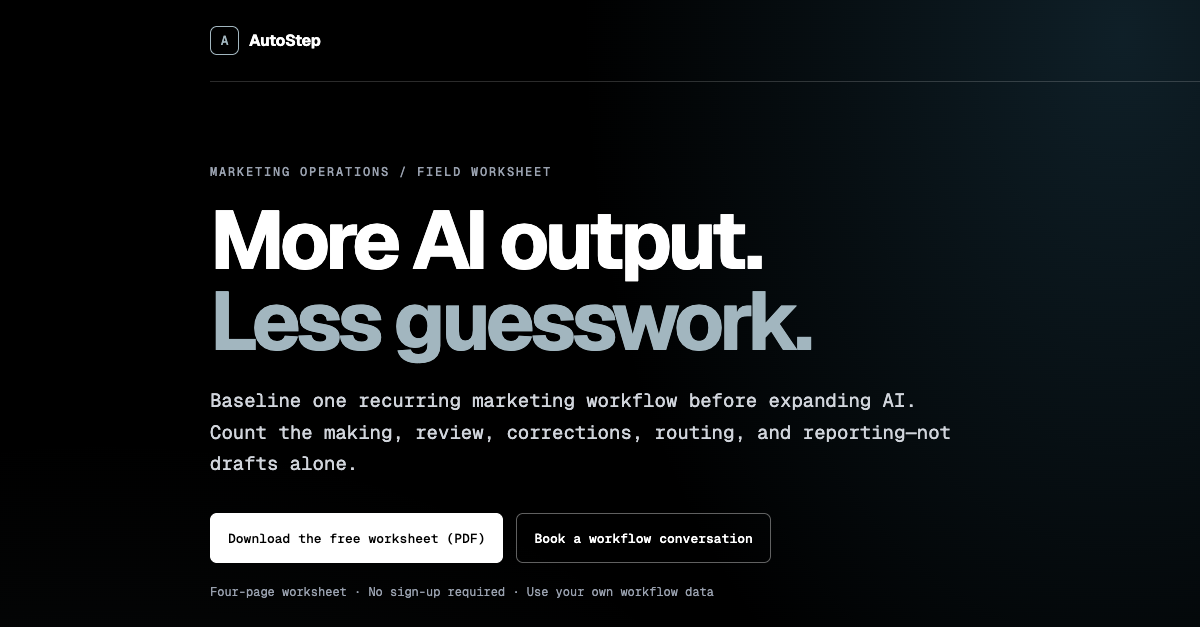 A AutoStep
MARKETING OPERATIONS / FIELD WORKSHEET
More AI output.
Less guesswork.
Baseline one recurring marketing workflow before expanding AI.
Count the making, review, corrections, routing, and reporting—not
drafts alone.
Download the free worksheet (PDF) Book a workflow conversation
Four-page worksheet · No sign-up required · Use your own workflow data